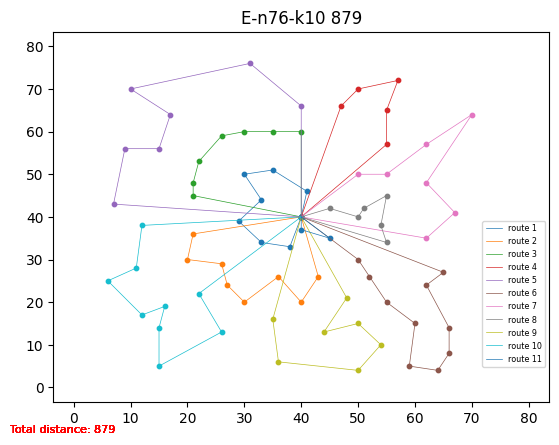 E-n76-k10 879
80
70
60
50
40
30
20
10
0
0 10 20 30 40 50 60 70 80
route 1
route 2
route 3
route 4
route 5
route 6
route 7
route 8
route 9
route 10
route 11
Total distance: 879